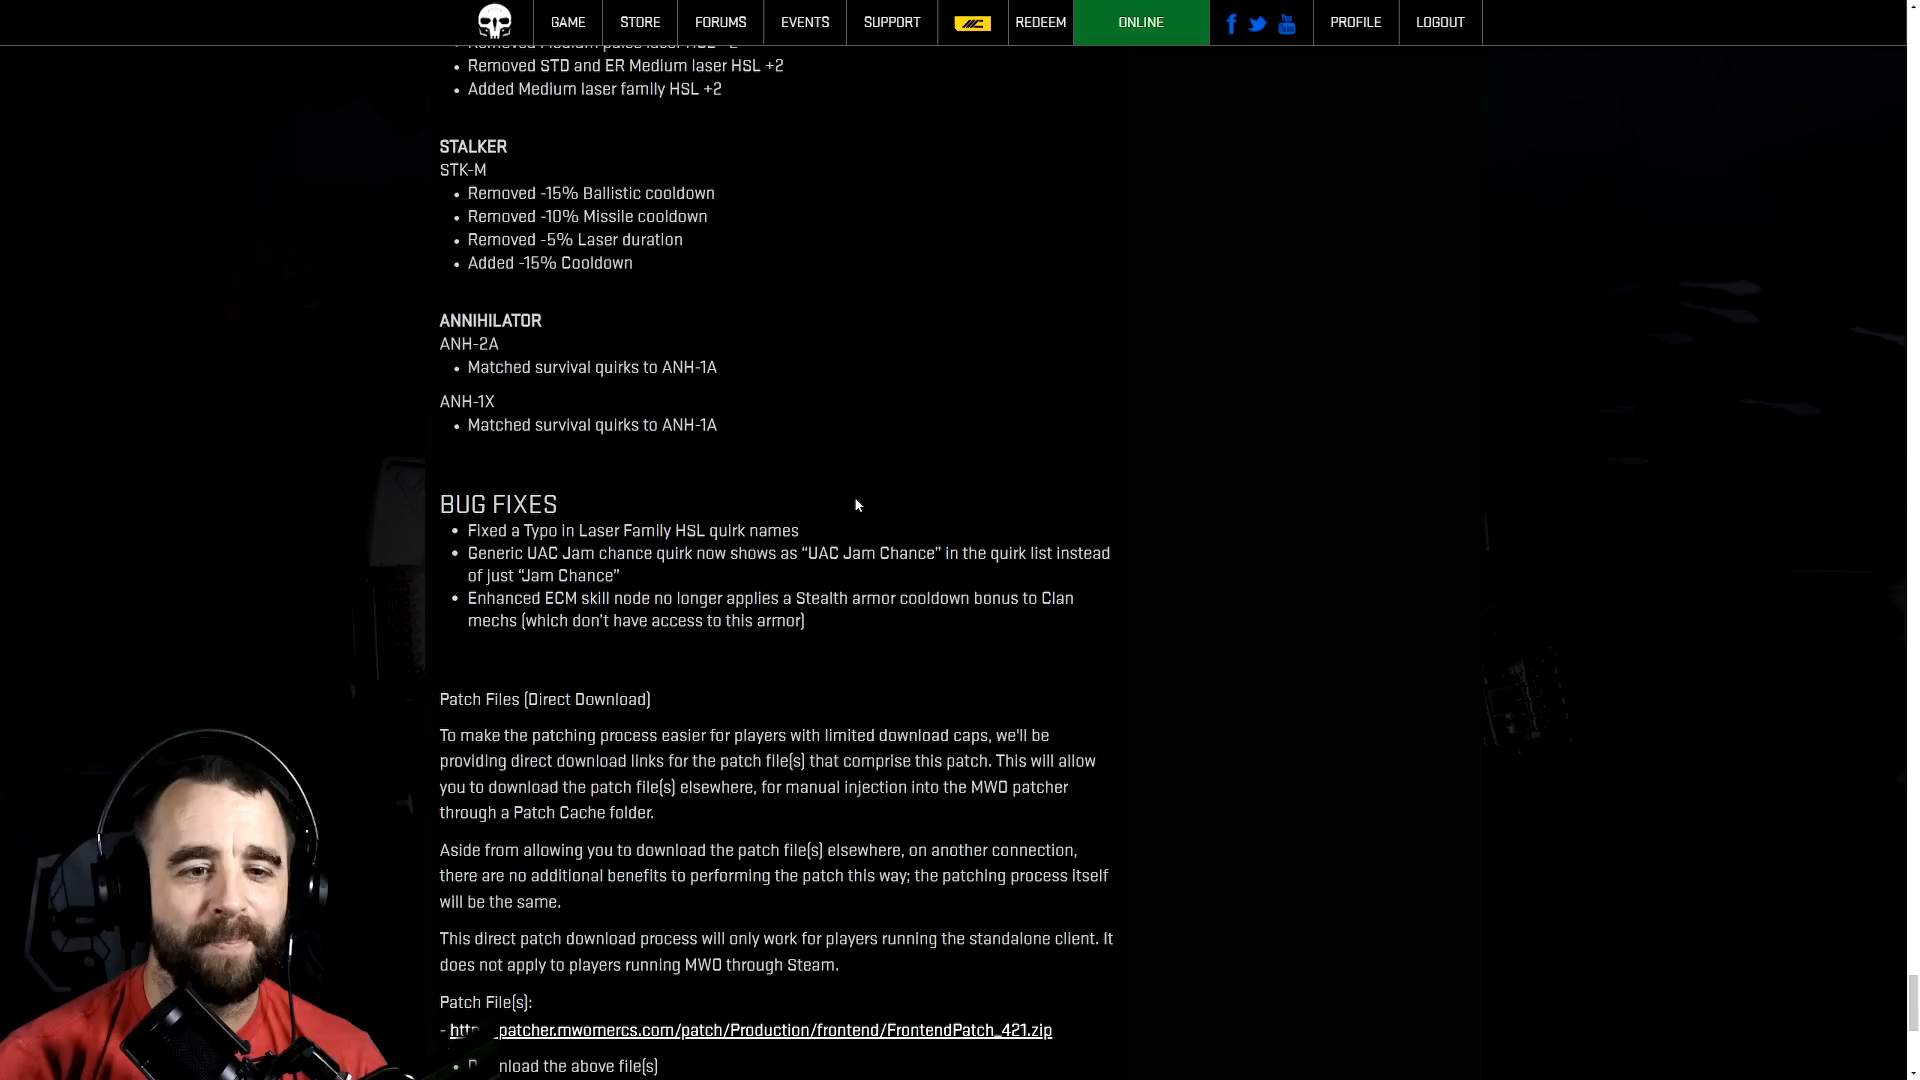 GAME STORE FORUMS EVENTS SUPPORT MC REDEEM ONLINE PROFILE LOGOUT
• Removed Medium pulse laser HSL +2
• Removed STD and ER Medium laser HSL +2
• Added Medium laser family HSL +2
STALKER
STK-M
• Removed -15% Ballistic cooldown
• Removed -10% Missile cooldown
• Removed -5% Laser duration
• Added -15% Cooldown
ANNIHILATOR
ANH-2A
• Matched survival quirks to ANH-1A
ANH-1X
• Matched survival quirks to ANH-1A
BUG FIXES
• Fixed a Typo in Laser Family HSL quirk names
• Generic UAC Jam chance quirk now shows as “UAC Jam Chance” in the quirk list instead
of just “Jam Chance”
• Enhanced ECM skill node no longer applies a Stealth armor cooldown bonus to Clan
mechs (which don't have access to this armor)
Patch Files (Direct Download)
To make the patching process easier for players with limited download caps, we'll be
providing direct download links for the patch file(s) that comprise this patch. This will allow
you to download the patch file(s) elsewhere, for manual injection into the MWO patcher
through a Patch Cache folder.
Aside from allowing you to download the patch file(s) elsewhere, on another connection,
there are no additional benefits to performing the patch this way; the patching process itself
will be the same.
This direct patch download process will only work for players running the standalone client. It
does not apply to players running MWO through Steam.
Patch File(s):
- patcher.mwomercs.com/patch/Production/frontend/FrontendPatch_421.zip
• the above file(s)